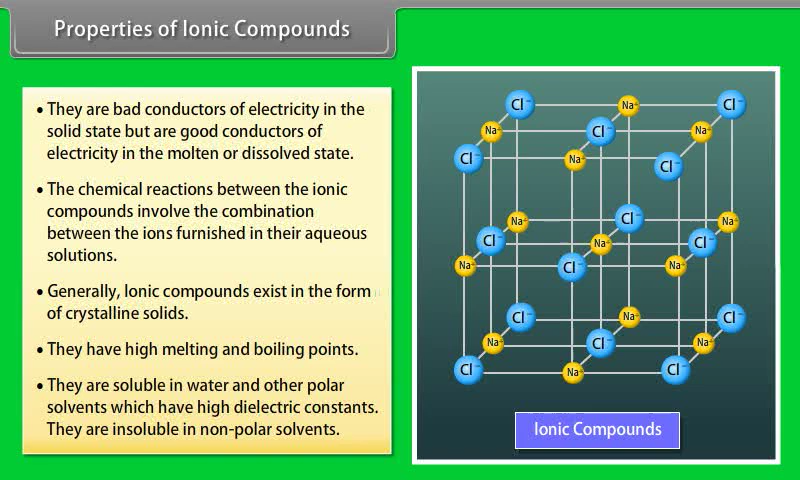 Properties of Ionic Compounds
• They are bad conductors of electricity in the
solid state but are good conductors of
electricity in the molten or dissolved state.
• The chemical reactions between the ionic
compounds involve the combination
between the ions furnished in their aqueous
solutions.
• Generally, Ionic compounds exist in the form
of crystalline solids.
• They have high melting and boiling points.
• They are soluble in water and other polar
solvents which have high dielectric constants.
They are insoluble in non-polar solvents.
Cl⁻ Na⁺ Cl⁻
Na⁺ Cl⁻ Na⁺
Cl⁻ Na⁺ Cl⁻
Na⁺ Cl⁻ Na⁺
Cl⁻ Na⁺ Cl⁻
Na⁺ Cl⁻ Na⁺
Cl⁻ Na⁺ Cl⁻
Na⁺ Cl⁻ Na⁺
Cl⁻ Na⁺ Cl⁻
Ionic Compounds